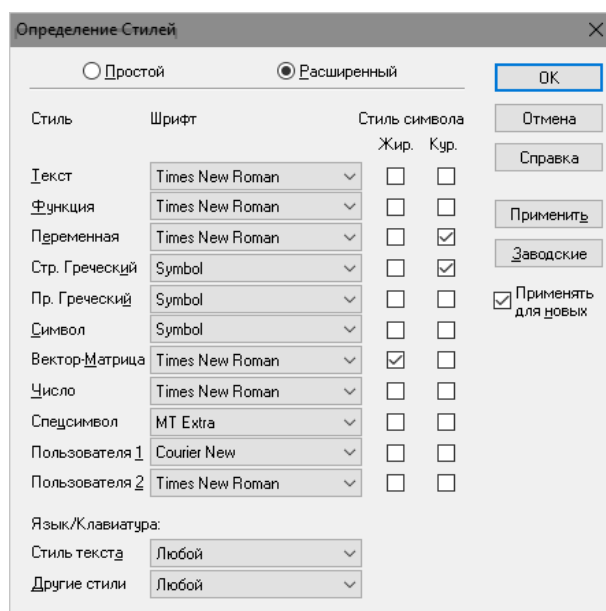 Определение Стилей
Простой Расширенный OK
Стиль Шрифт Стиль символа Отмена
Жир. Кур. Справка
Текст Times New Roman
Функция Times New Roman Применить
Переменная Times New Roman
Стр. Греческий Symbol Заводские
Пр. Греческий Symbol Применять
для новых
Символ Symbol
Вектор-Матрица Times New Roman
Число Times New Roman
Спецсимвол MT Extra
Пользователя 1 Courier New
Пользователя 2 Times New Roman
Язык/Клавиатура:
Стиль текста Любой
Другие стили Любой